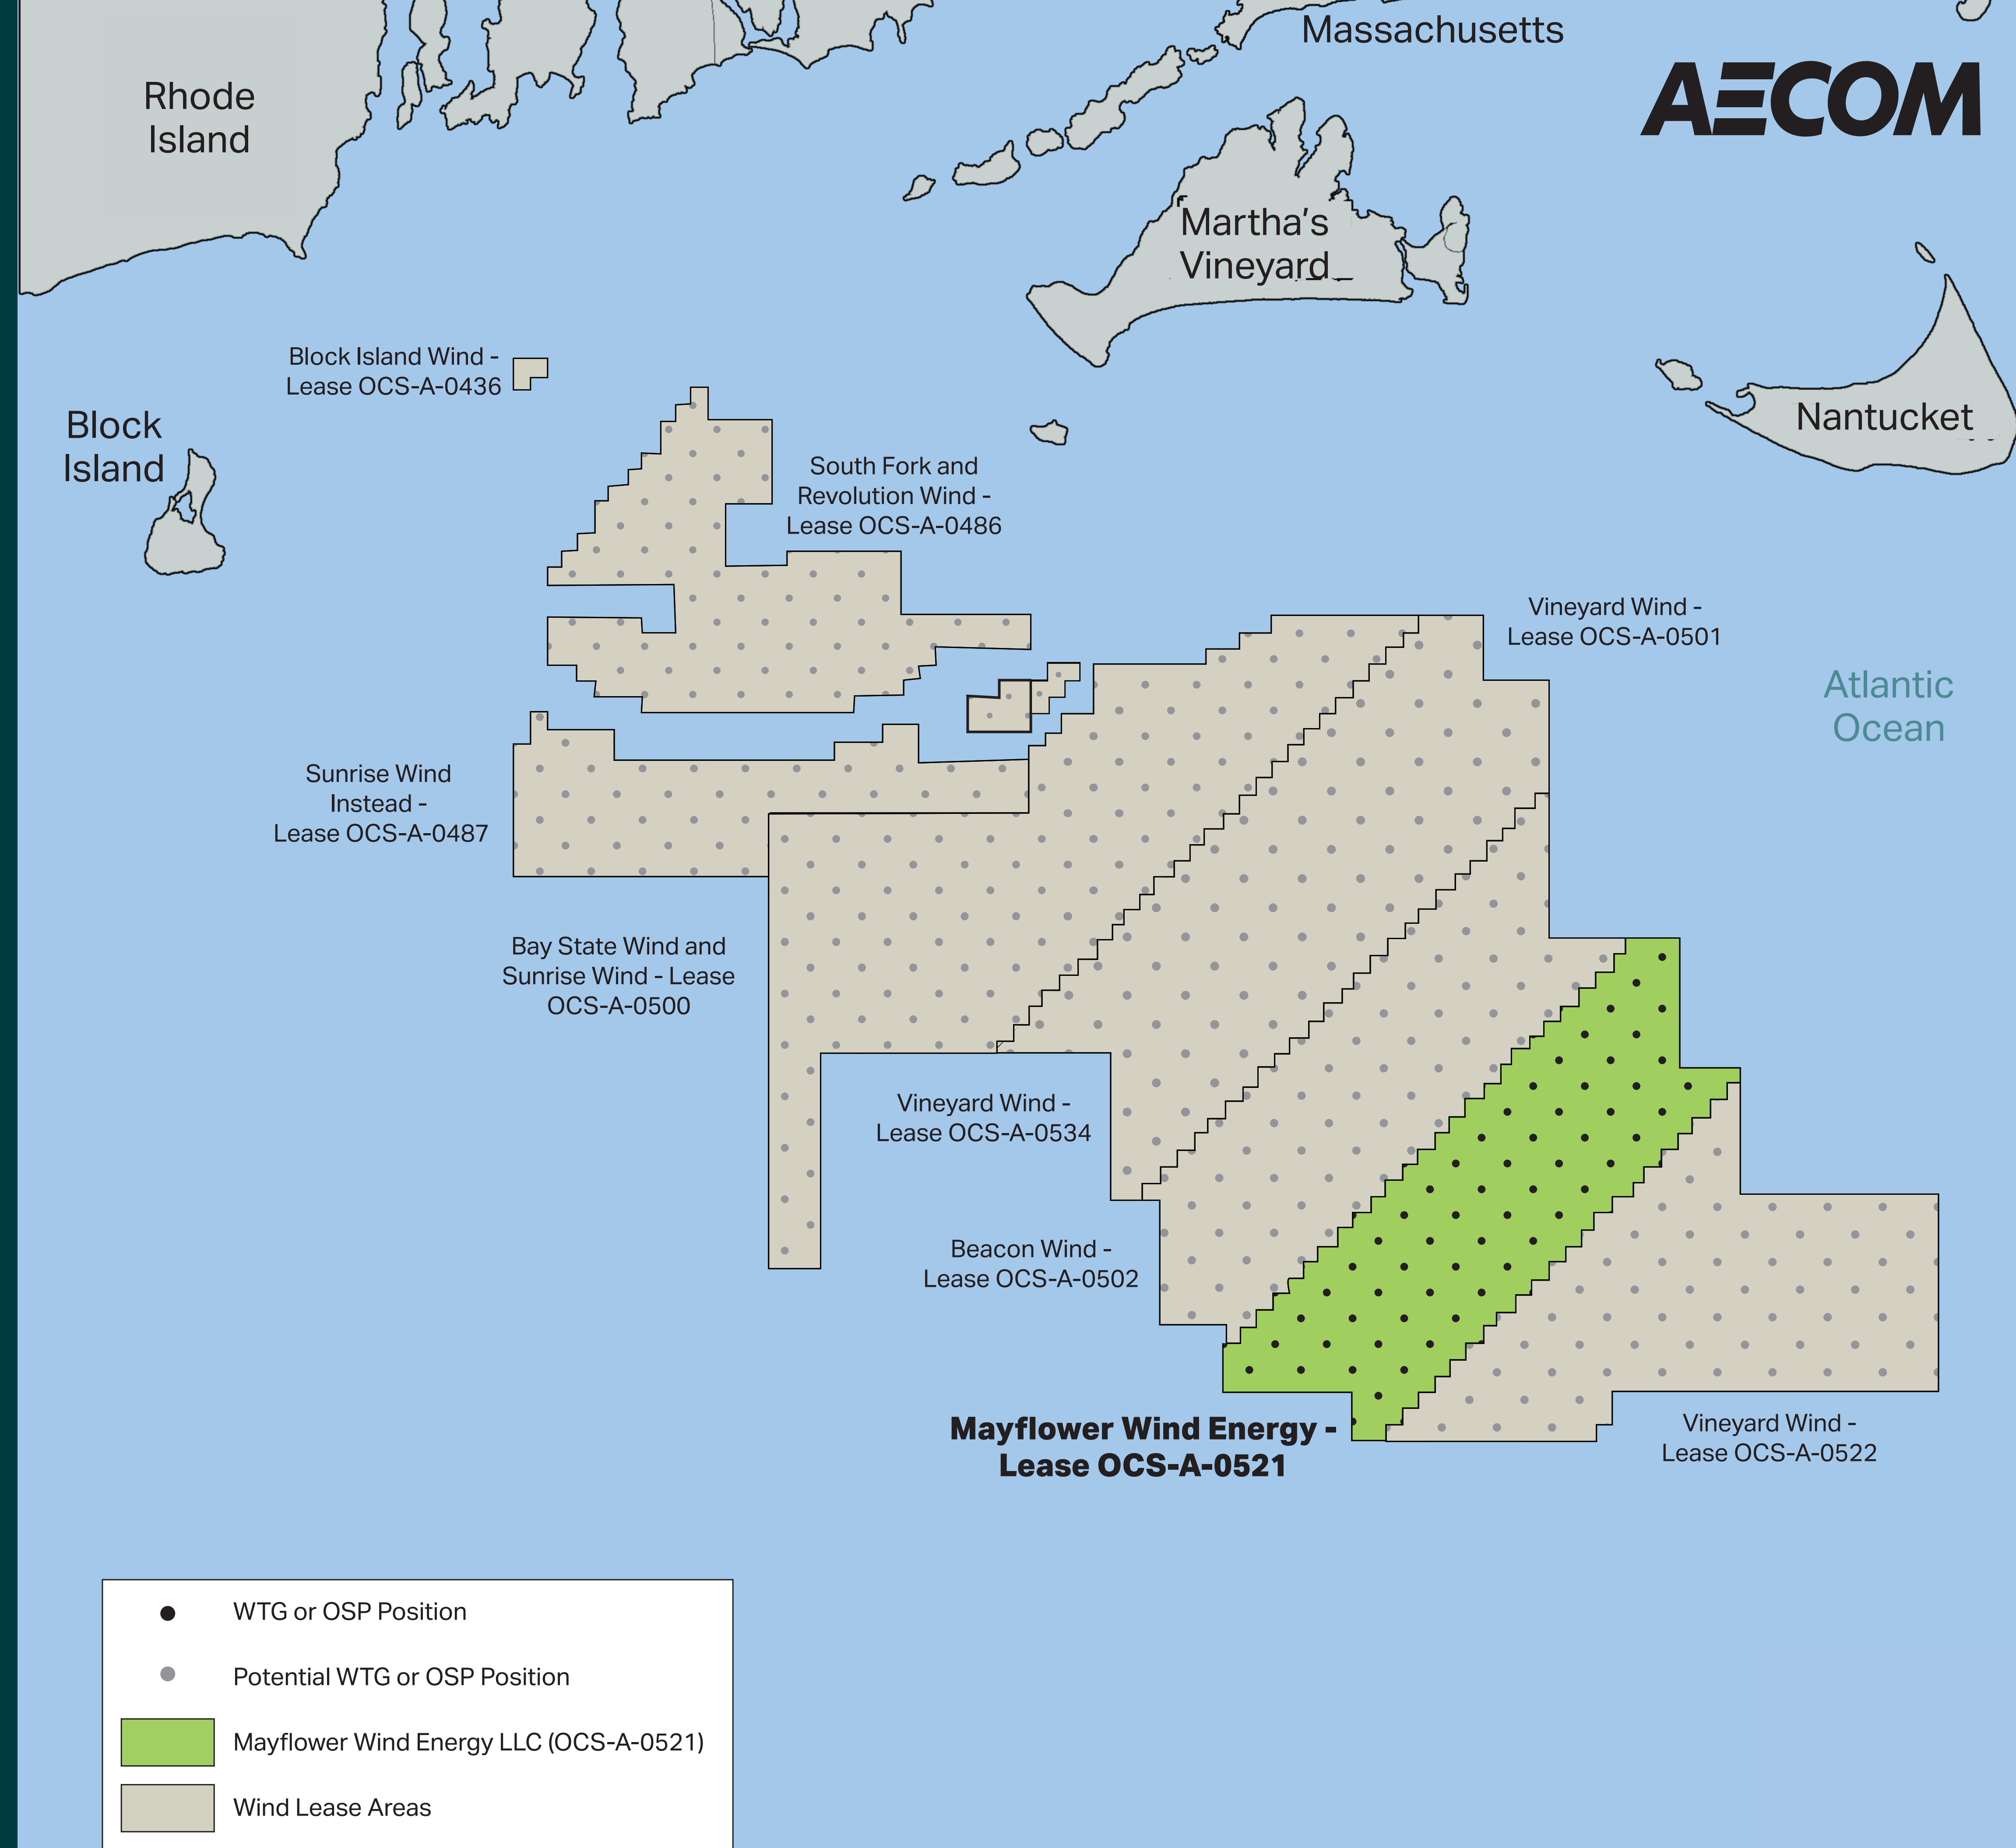 Massachusetts
AECOM
Rhode
Island
Martha's
Vineyard
Block Island Wind -
Lease OCS-A-0436
Nantucket
Block
Island
South Fork and
Revolution Wind -
Lease OCS-A-0486
Vineyard Wind -
Lease OCS-A-0501
Atlantic
Ocean
Sunrise Wind
Instead -
Lease OCS-A-0487
Bay State Wind and
Sunrise Wind - Lease
OCS-A-0500
Vineyard Wind -
Lease OCS-A-0534
Beacon Wind -
Lease OCS-A-0502
Mayflower Wind Energy -
Lease OCS-A-0521
Vineyard Wind -
Lease OCS-A-0522
WTG or OSP Position
Potential WTG or OSP Position
Mayflower Wind Energy LLC (OCS-A-0521)
Wind Lease Areas